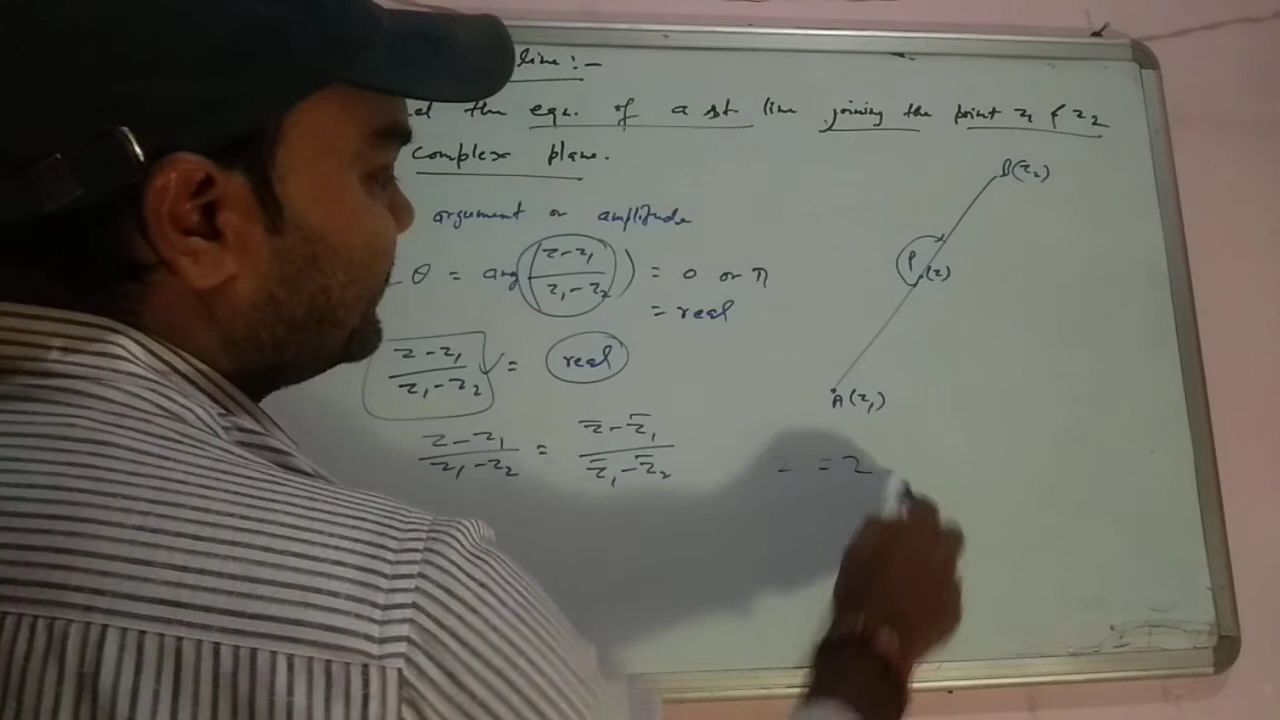 line :-
the eqn. of a st. line joining the point z₁ & z₂
complex plane.
argument or amplitude
θ = arg((z-z₁)/(z₁-z₂)) = 0 or π
= real
(z-z₁)/(z₁-z₂) = real
(z-z₁)/(z₁-z₂) = (z̄-z̄₁)/(z̄₁-z̄₂)
B(z₂)
P(z)
A(z₁)
= z